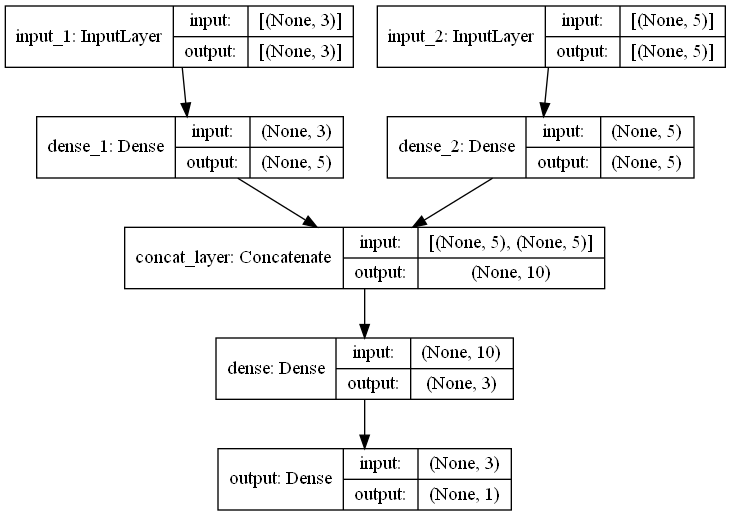 input_1: InputLayer
input: [(None, 3)]
output: [(None, 3)]
input_2: InputLayer
input: [(None, 5)]
output: [(None, 5)]
dense_1: Dense
input: (None, 3)
output: (None, 5)
dense_2: Dense
input: (None, 5)
output: (None, 5)
concat_layer: Concatenate
input: [(None, 5), (None, 5)]
output: (None, 10)
dense: Dense
input: (None, 10)
output: (None, 3)
output: Dense
input: (None, 3)
output: (None, 1)